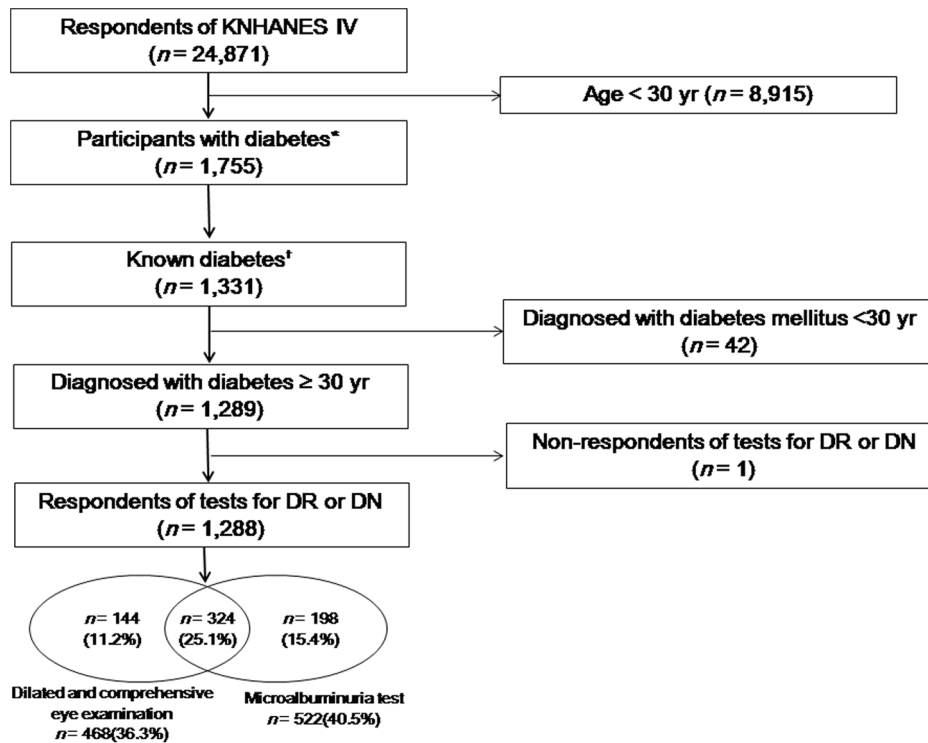 Respondents of KNHANES IV
(n= 24,871)
Age < 30 yr (n= 8,915)
Participants with diabetes*
(n= 1,755)
Known diabetes†
(n= 1,331)
Diagnosed with diabetes mellitus <30 yr
(n= 42)
Diagnosed with diabetes ≥ 30 yr
(n= 1,289)
Non-respondents of tests for DR or DN
(n= 1)
Respondents of tests for DR or DN
(n= 1,288)
n= 144
(11.2%)
n= 324
(25.1%)
n= 198
(15.4%)
Dilated and comprehensive
eye examination
n= 468(36.3%)
Microalbuminuria test
n= 522(40.5%)